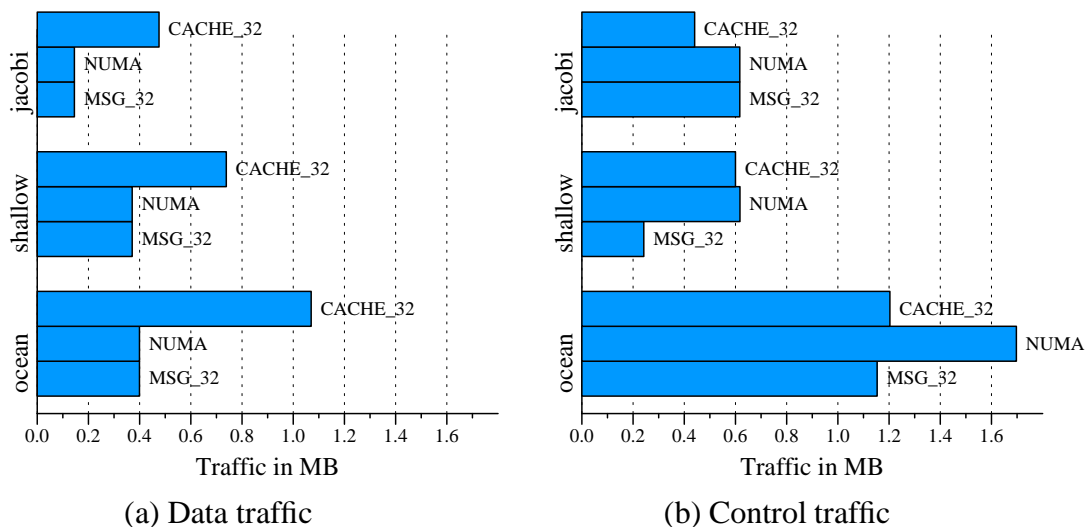 jacobi
CACHE_32
NUMA
MSG_32
shallow
CACHE_32
NUMA
MSG_32
ocean
CACHE_32
NUMA
MSG_32
0.0 0.2 0.4 0.6 0.8 1.0 1.2 1.4 1.6
Traffic in MB
(a) Data traffic
jacobi
CACHE_32
NUMA
MSG_32
shallow
CACHE_32
NUMA
MSG_32
ocean
CACHE_32
NUMA
MSG_32
0.0 0.2 0.4 0.6 0.8 1.0 1.2 1.4 1.6
Traffic in MB
(b) Control traffic